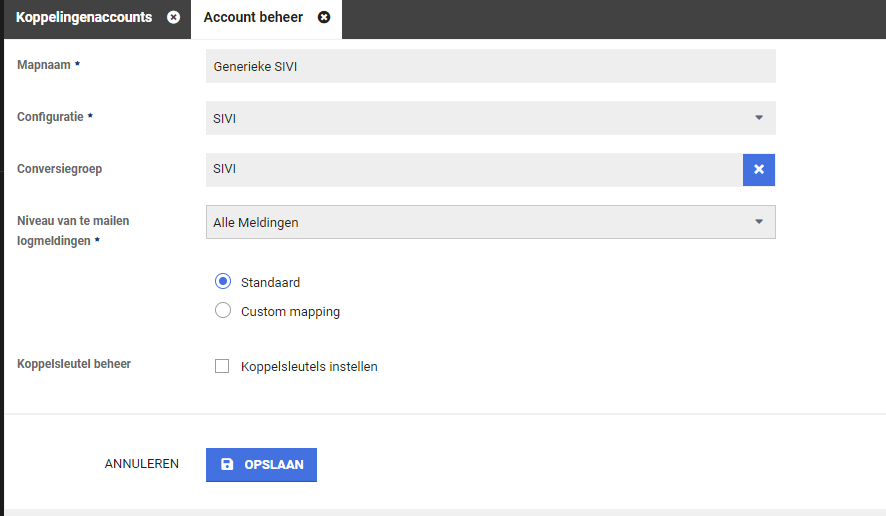 Koppelingenaccounts
Account beheer
Mapnaam *
Generieke SIVI
Configuratie *
SIVI
Conversiegroep
SIVI
Niveau van te mailen
logmeldingen *
Alle Meldingen
Standaard
Custom mapping
Koppelsleutel beheer
Koppelsleutels instellen
ANNULEREN
OPSLAAN